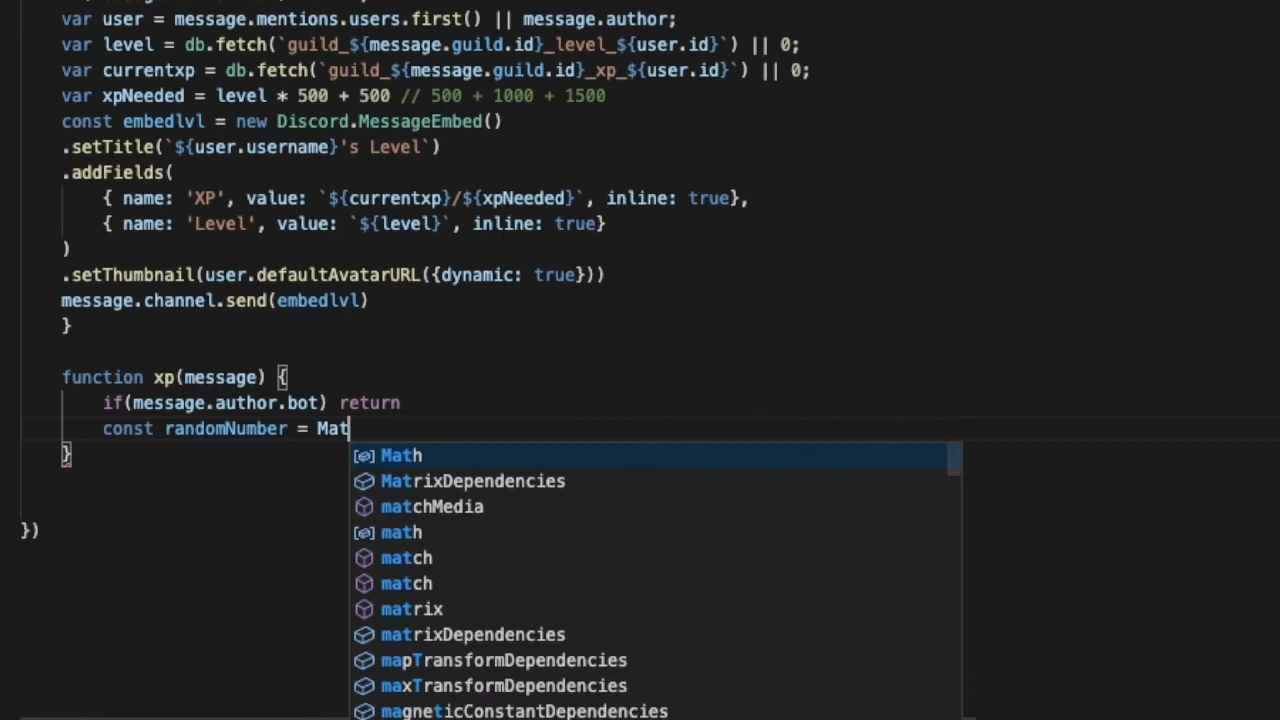 var user = message.mentions.users.first() || message.author;
var level = db.fetch(`guild_${message.guild.id}_level_${user.id}`) || 0;
var currentxp = db.fetch(`guild_${message.guild.id}_xp_${user.id}`) || 0;
var xpNeeded = level * 500 + 500 // 500 + 1000 + 1500
const embedlvl = new Discord.MessageEmbed()
.setTitle(`${user.username}'s Level`)
.addFields(
{ name: 'XP', value: `${currentxp}/${xpNeeded}`, inline: true},
{ name: 'Level', value: `${level}`, inline: true}
)
.setThumbnail(user.defaultAvatarURL({dynamic: true}))
message.channel.send(embedlvl)
}
function xp(message) {
if(message.author.bot) return
const randomNumber = Mat
}
Math
MatrixDependencies
matchMedia
math
})
match
match
matrix
matrixDependencies
mapTransformDependencies
maxTransformDependencies
magneticConstantDependencies